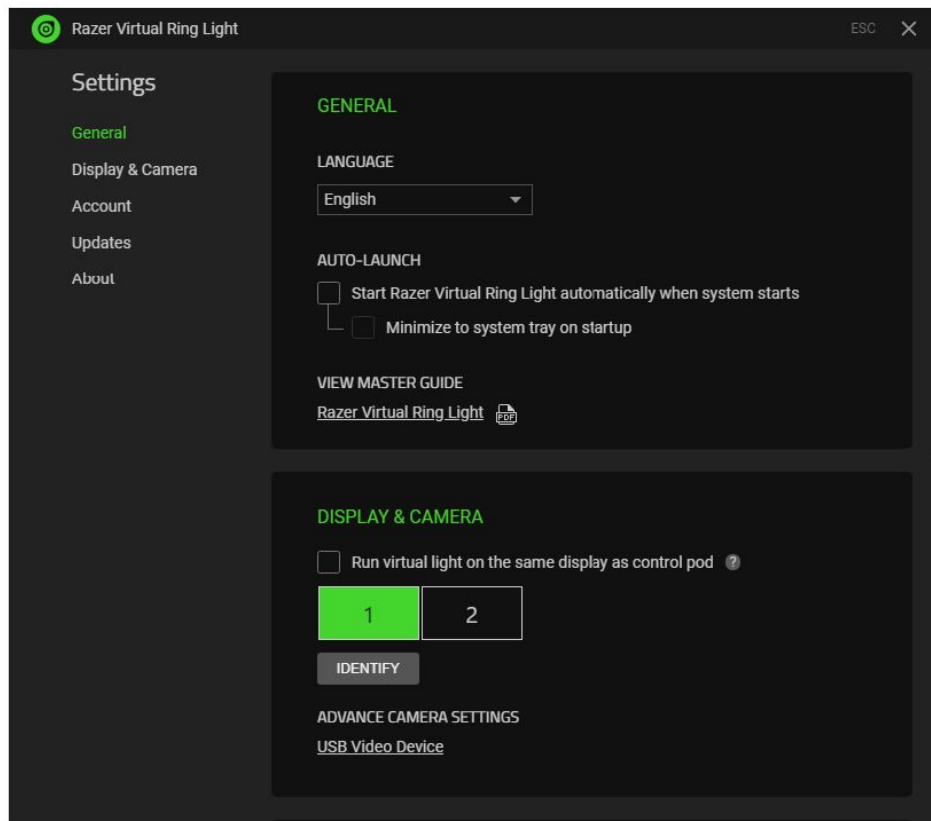 Razer Virtual Ring Light
ESC
Settings
General
Display & Camera
Account
Updates
About
GENERAL
LANGUAGE
English
AUTO-LAUNCH
Start Razer Virtual Ring Light automatically when system starts
Minimize to system tray on startup
VIEW MASTER GUIDE
Razer Virtual Ring Light PDF
DISPLAY & CAMERA
Run virtual light on the same display as control pod ?
1 2
IDENTIFY
ADVANCE CAMERA SETTINGS
USB Video Device